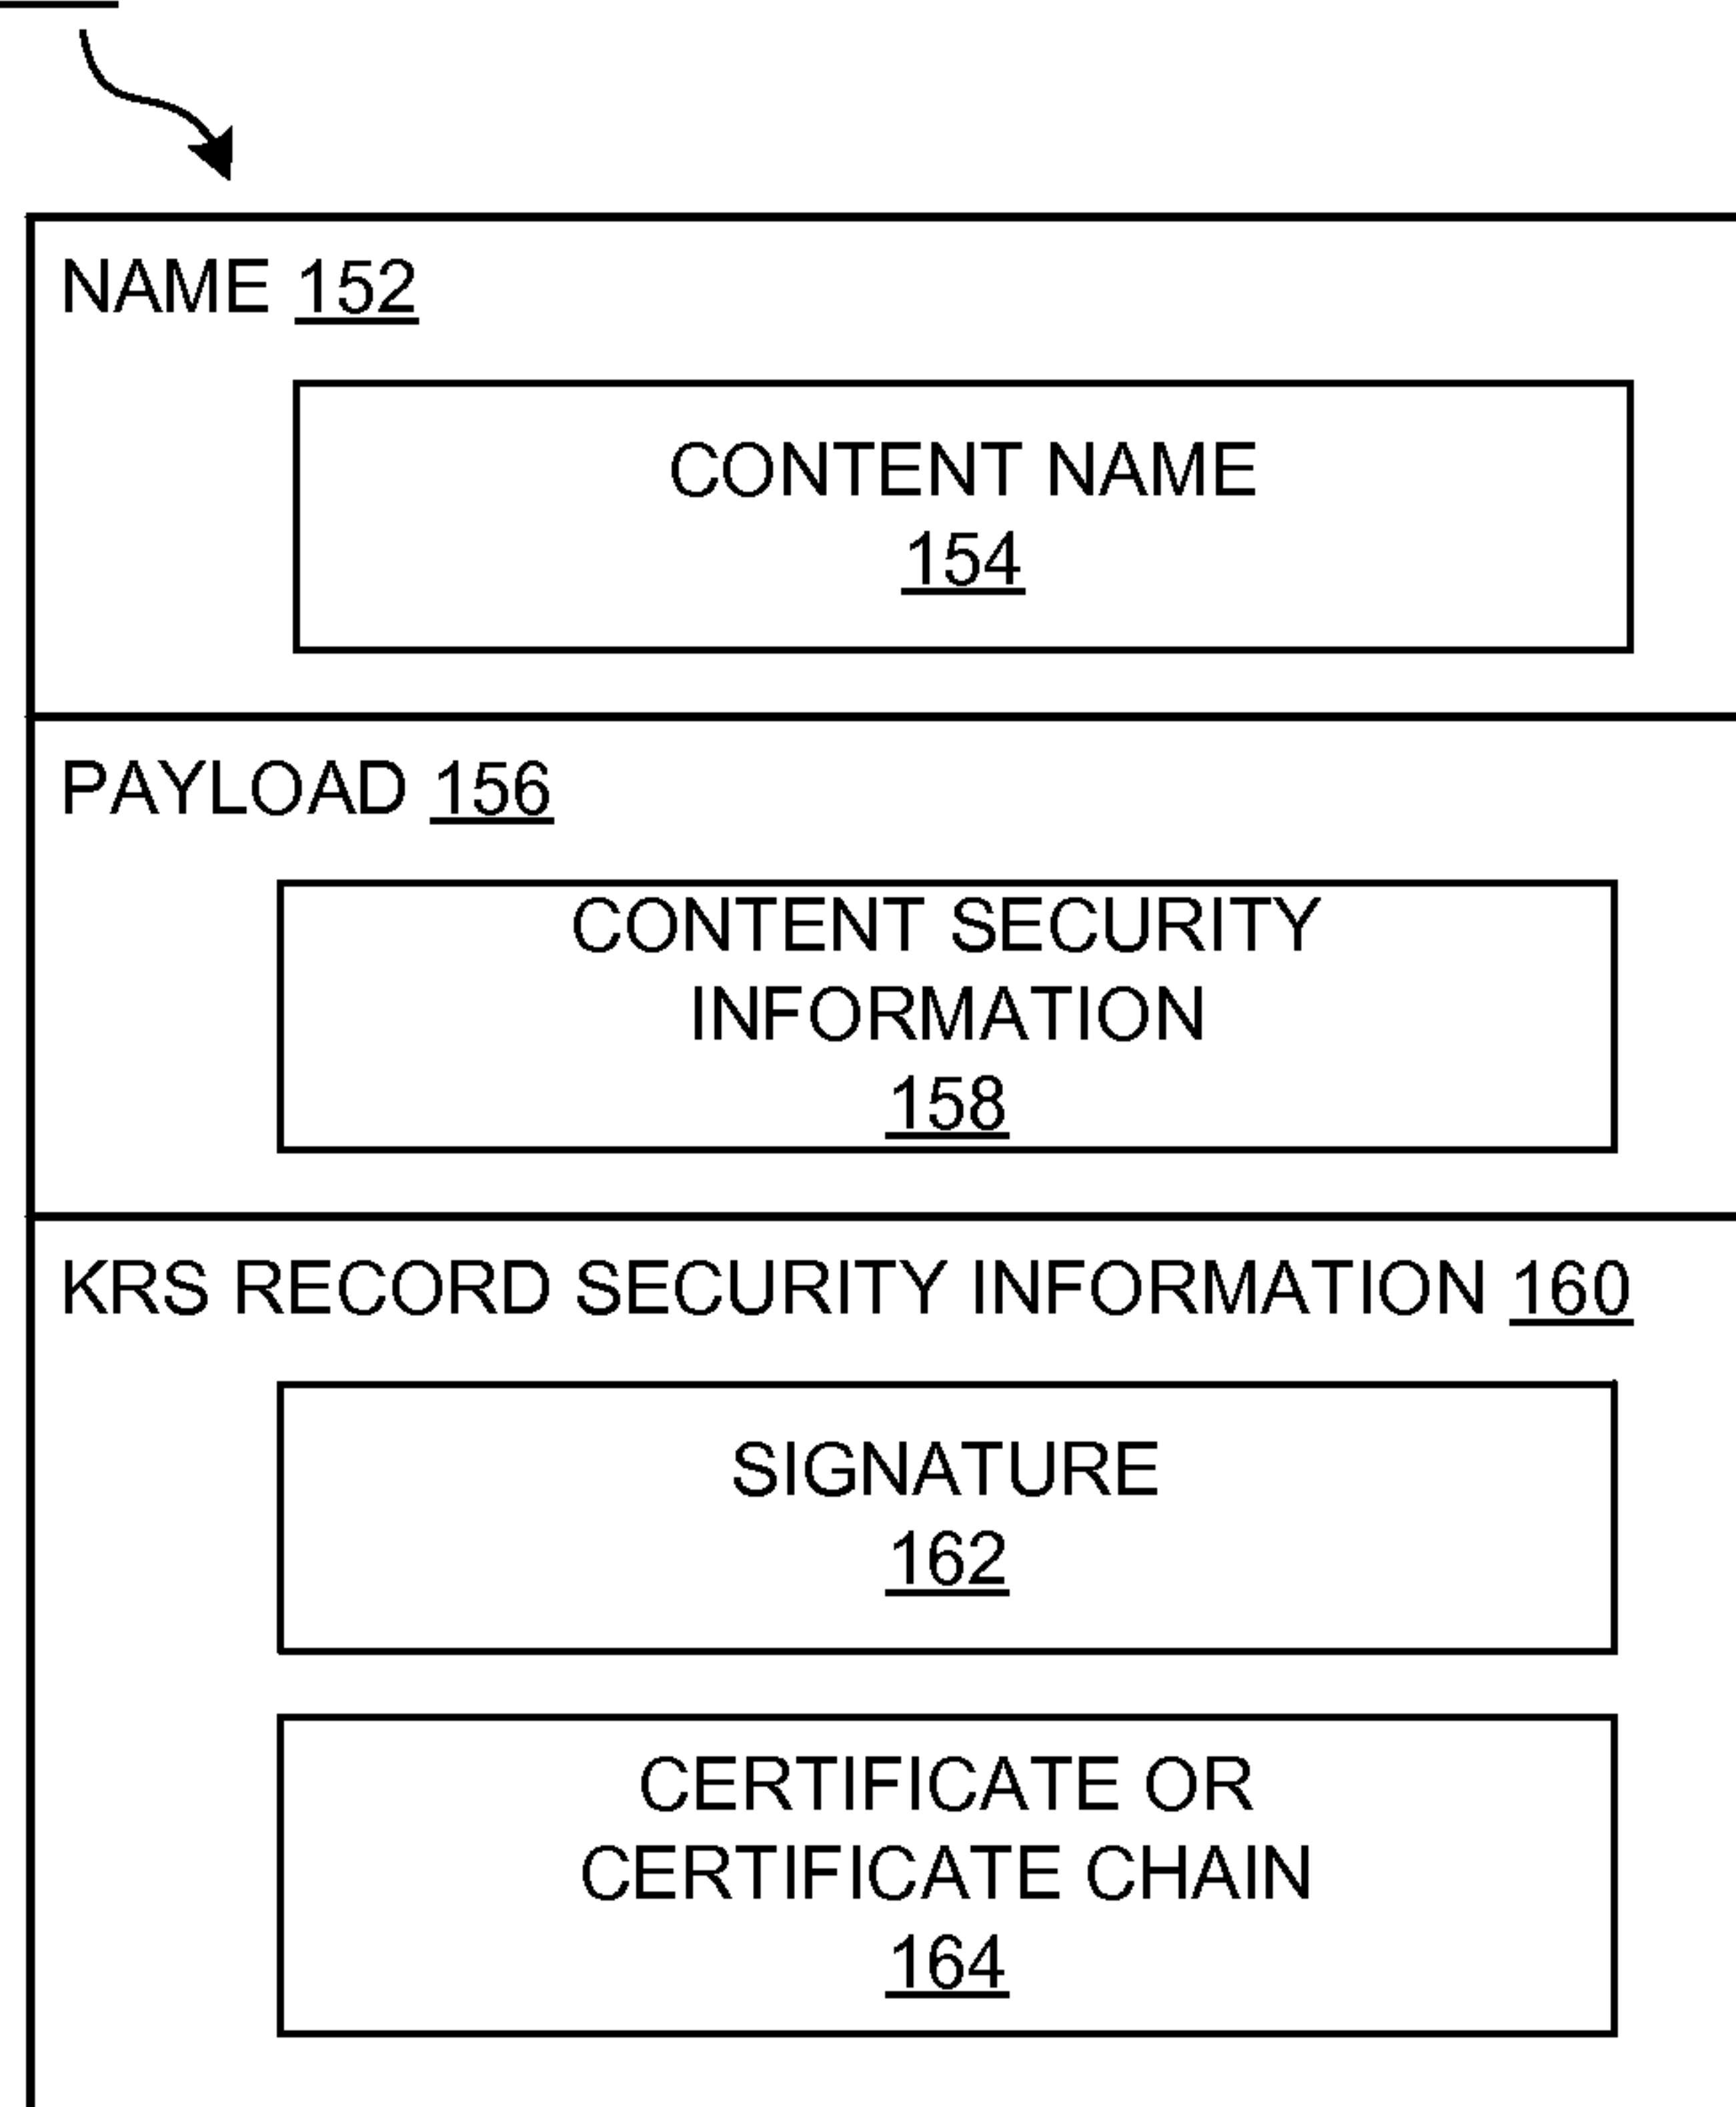 NAME 152
CONTENT NAME
154
PAYLOAD 156
CONTENT SECURITY
INFORMATION
158
KRS RECORD SECURITY INFORMATION 160
SIGNATURE
162
CERTIFICATE OR
CERTIFICATE CHAIN
164